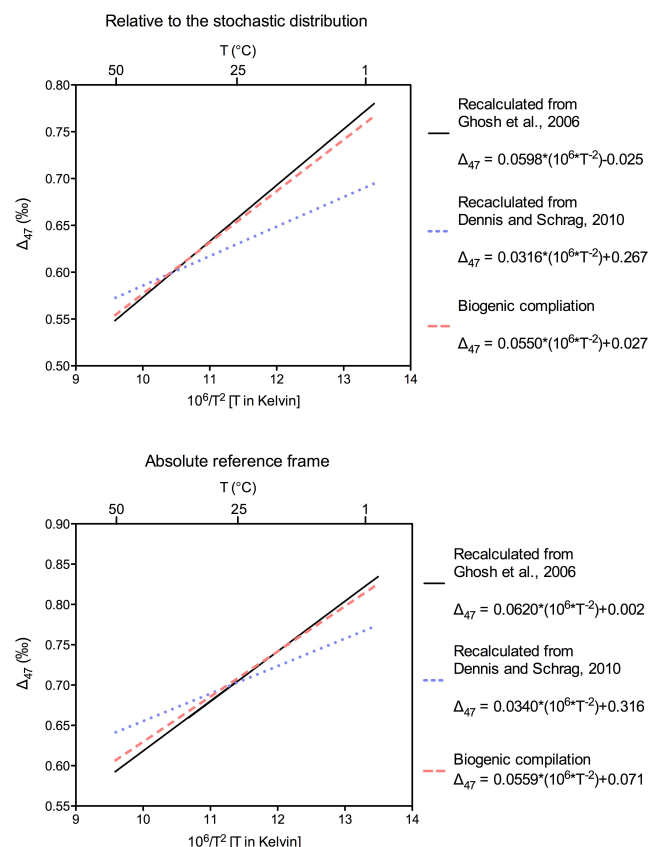 Relative to the stochastic distribution
T (°C)
50 25 1
0.80
0.75
0.70
0.65
0.60
0.55
0.50
Δ47 (‰)
9 10 11 12 13 14
10⁶/T² [T in Kelvin]
Recalculated from
Ghosh et al., 2006
Δ47 = 0.0598*(10⁶*T⁻²)-0.025
Recaclulated from
Dennis and Schrag, 2010
Δ47 = 0.0316*(10⁶*T⁻²)+0.267
Biogenic compliation
Δ47 = 0.0550*(10⁶*T⁻²)+0.027
Absolute reference frame
T (°C)
50 25 1
0.90
0.85
0.80
0.75
0.70
0.65
0.60
0.55
Δ47 (‰)
9 10 11 12 13 14
10⁶/T² [T in Kelvin]
Recalculated from
Ghosh et al., 2006
Δ47 = 0.0620*(10⁶*T⁻²)+0.002
Recalculated from
Dennis and Schrag, 2010
Δ47 = 0.0340*(10⁶*T⁻²)+0.316
Biogenic compilation
Δ47 = 0.0559*(10⁶*T⁻²)+0.071